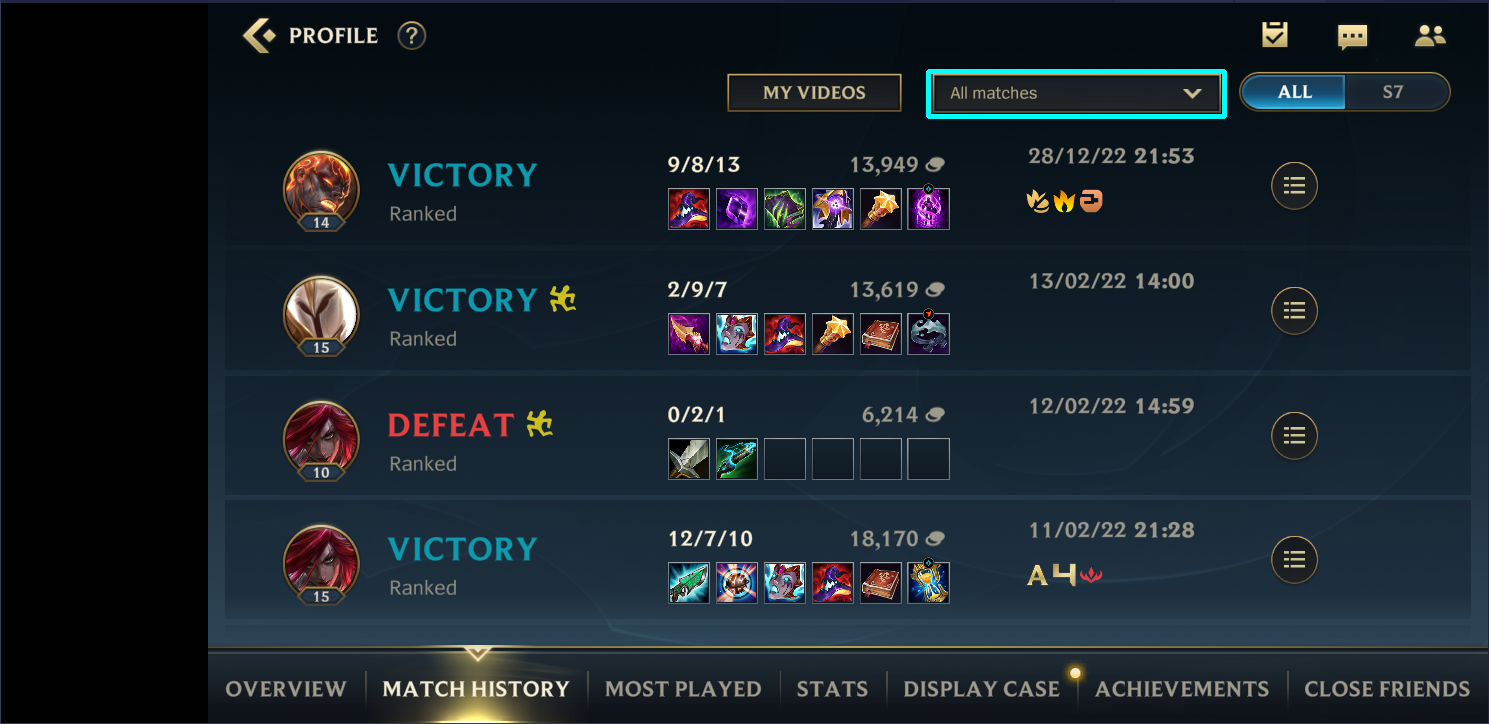 PROFILE ?
MY VIDEOS All matches ALL S7
VICTORY 9/8/13 13,949 28/12/22 21:53
14 Ranked
VICTORY 2/9/7 13,619 13/02/22 14:00
15 Ranked
DEFEAT 0/2/1 6,214 12/02/22 14:59
10 Ranked
VICTORY 12/7/10 18,170 11/02/22 21:28
15 Ranked A 4
OVERVIEW MATCH HISTORY MOST PLAYED STATS DISPLAY CASE ACHIEVEMENTS CLOSE FRIENDS